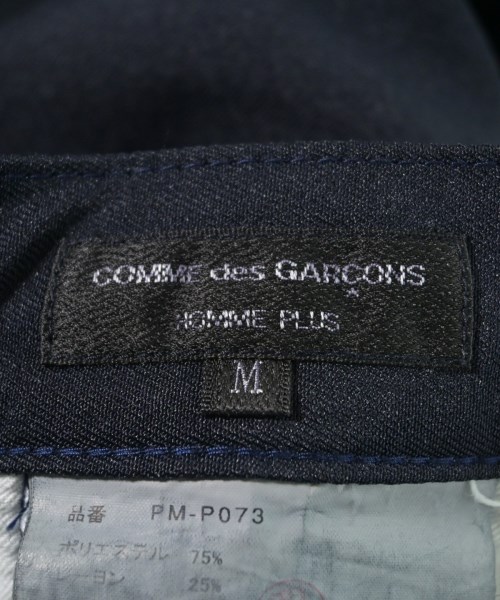 COMME des GARÇONS
HOMME PLUS
M
品番 PM-P073
ポリエステル 75%
レーヨン 25%